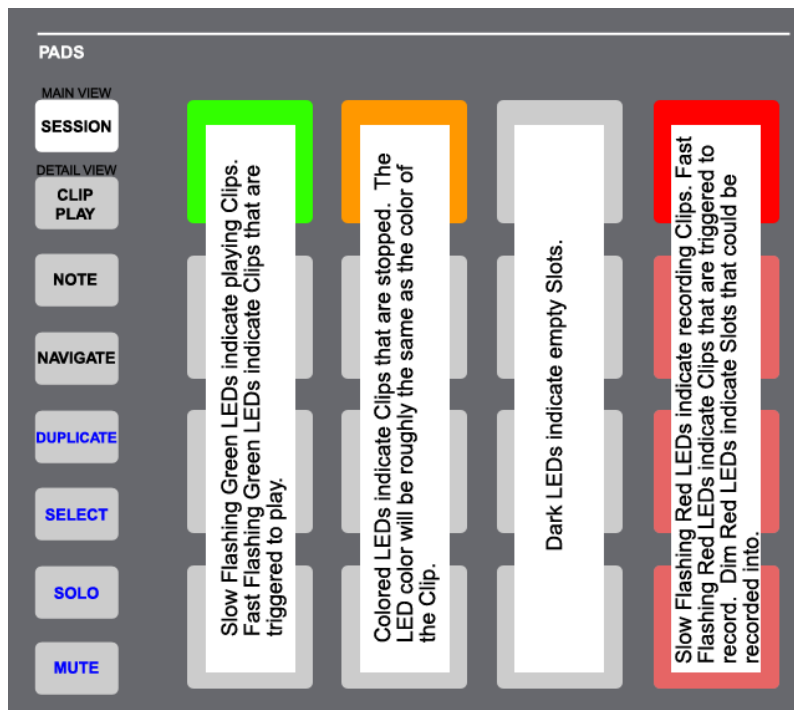 PADS
MAIN VIEW
SESSION
DETAIL VIEW
CLIP
PLAY
NOTE
NAVIGATE
DUPLICATE
SELECT
SOLO
MUTE
Slow Flashing Green LEDs indicate playing Clips.
Fast Flashing Green LEDs indicate Clips that are
triggered to play.
Colored LEDs indicate Clips that are stopped.  The
LED color will be roughly the same as the color of
the Clip.
Dark LEDs indicate empty Slots.
Slow Flashing Red LEDs indicate recording Clips. Fast
Flashing Red LEDs indicate Clips that are triggered to
record.  Dim Red LEDs indicate Slots that could be
recorded into.